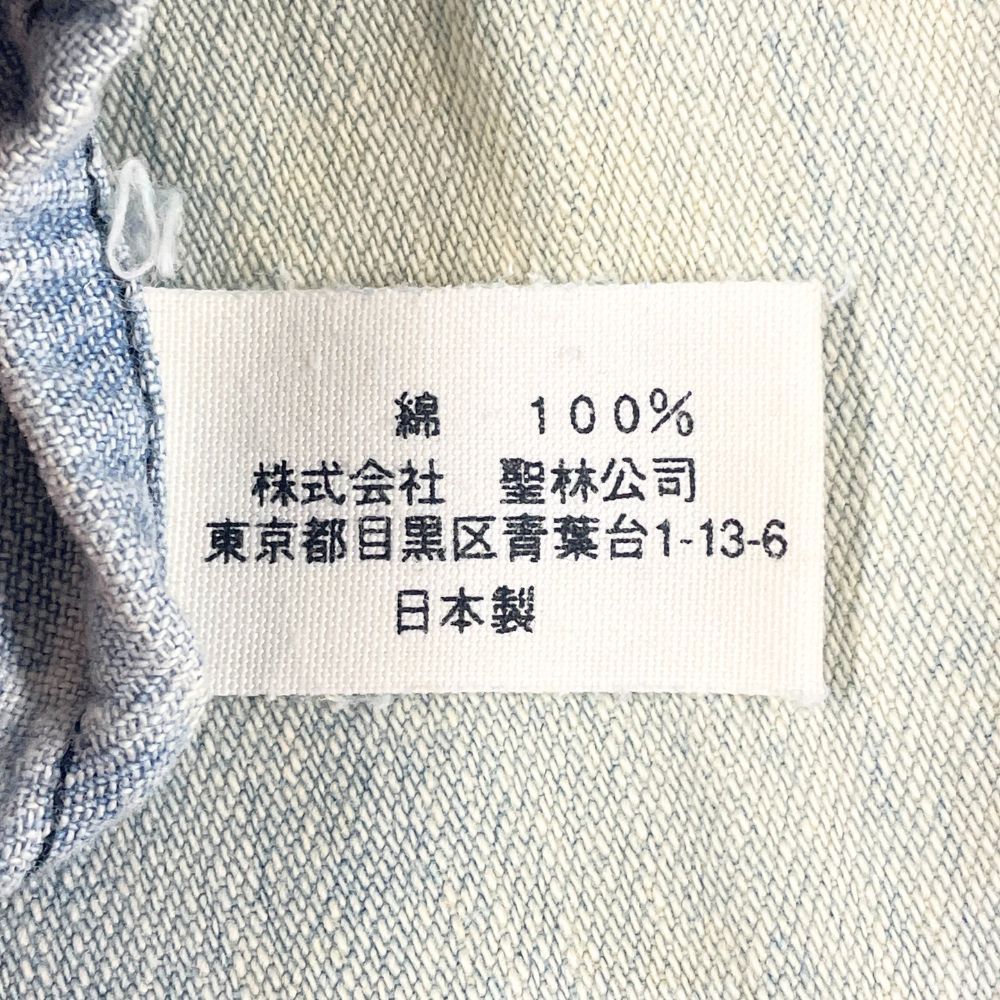 綿　100%
株式会社　聖林公司
東京都目黒区青葉台1-13-6
日本製